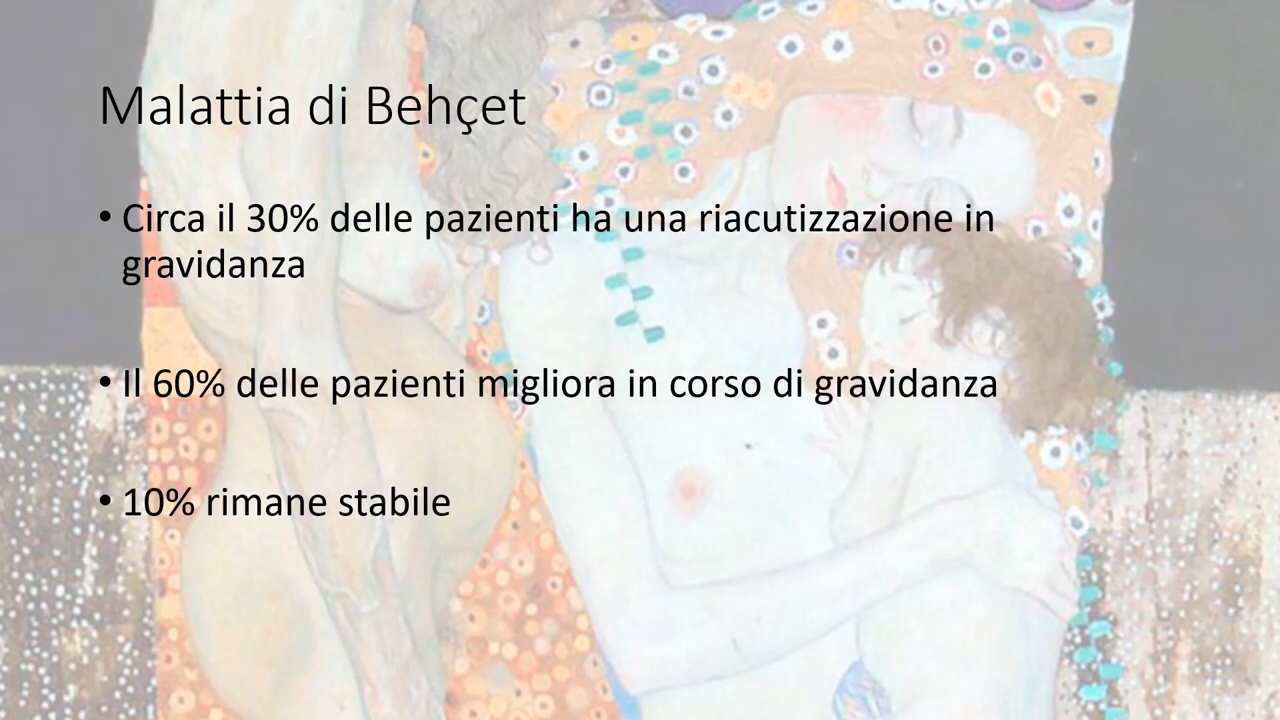 Malattia di Behçet
• Circa il 30% delle pazienti ha una riacutizzazione in
gravidanza
• Il 60% delle pazienti migliora in corso di gravidanza
• 10% rimane stabile